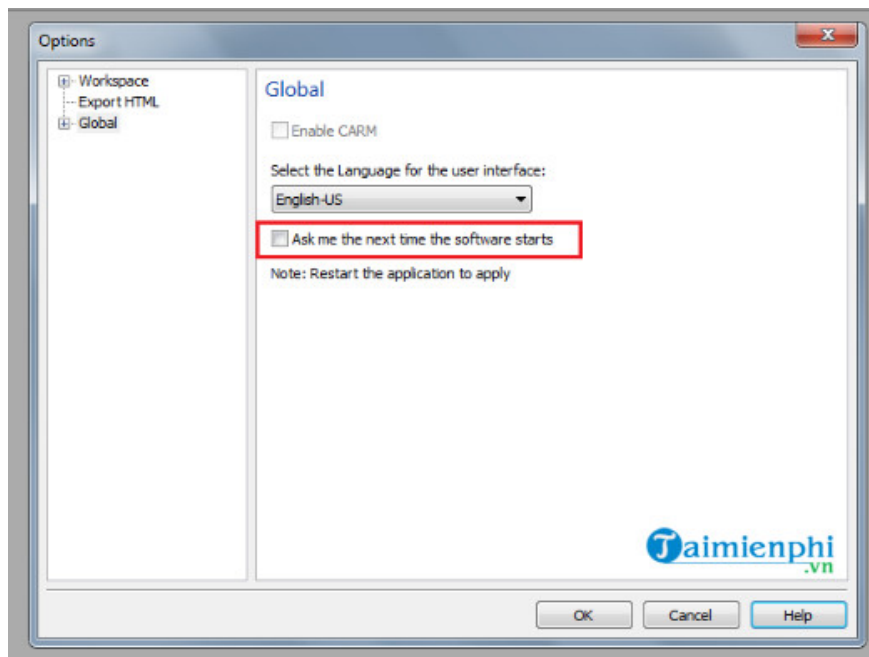 Options
Workspace
Export HTML
Global
Global
Enable CARM
Select the Language for the user interface:
English-US
Ask me the next time the software starts
Note: Restart the application to apply
Taimienphi
.vn
OK
Cancel
Help